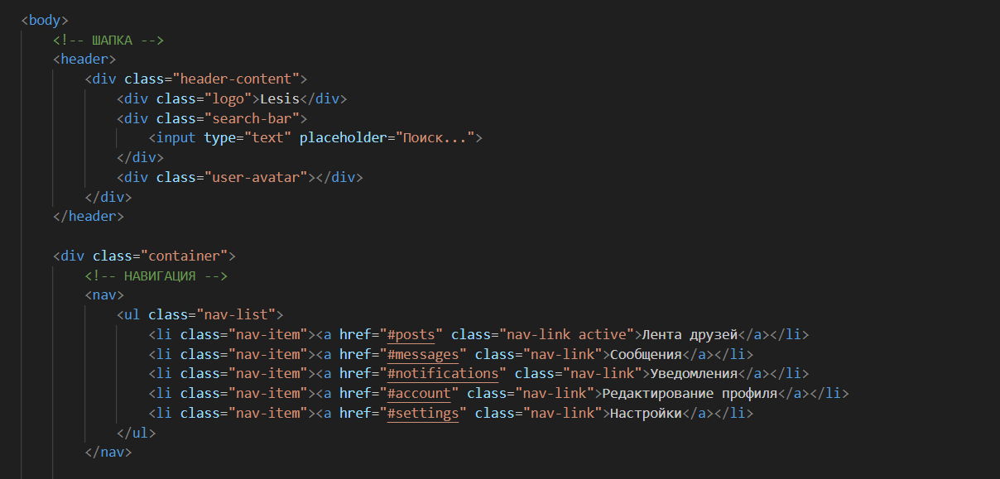 <body>
<!-- ШАПКА -->
<header>
<div class="header-content">
<div class="logo">Lesis</div>
<div class="search-bar">
<input type="text" placeholder="Поиск...">
</div>
<div class="user-avatar"></div>
</div>
</header>
<div class="container">
<!-- НАВИГАЦИЯ -->
<nav>
<ul class="nav-list">
<li class="nav-item"><a href="#posts" class="nav-link active">Лента друзей</a></li>
<li class="nav-item"><a href="#messages" class="nav-link">Сообщения</a></li>
<li class="nav-item"><a href="#notifications" class="nav-link">Уведомления</a></li>
<li class="nav-item"><a href="#account" class="nav-link">Редактирование профиля</a></li>
<li class="nav-item"><a href="#settings" class="nav-link">Настройки</a></li>
</ul>
</nav>